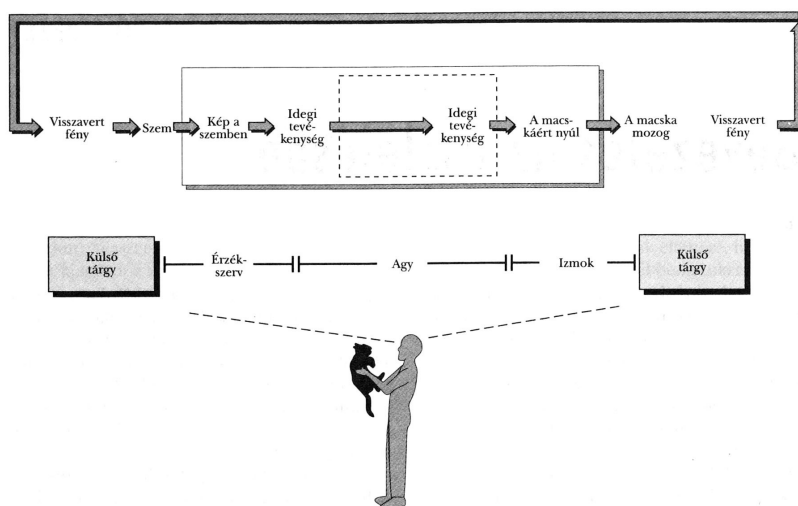 Visszavert
fény
Szem
Kép a
szemben
Idegi
tevé-
kenység
Idegi
tevé-
kenység
A macs-
káért nyúl
A macska
mozog
Visszavert
fény
Külső
tárgy
Érzék-
szerv
Agy
Izmok
Külső
tárgy